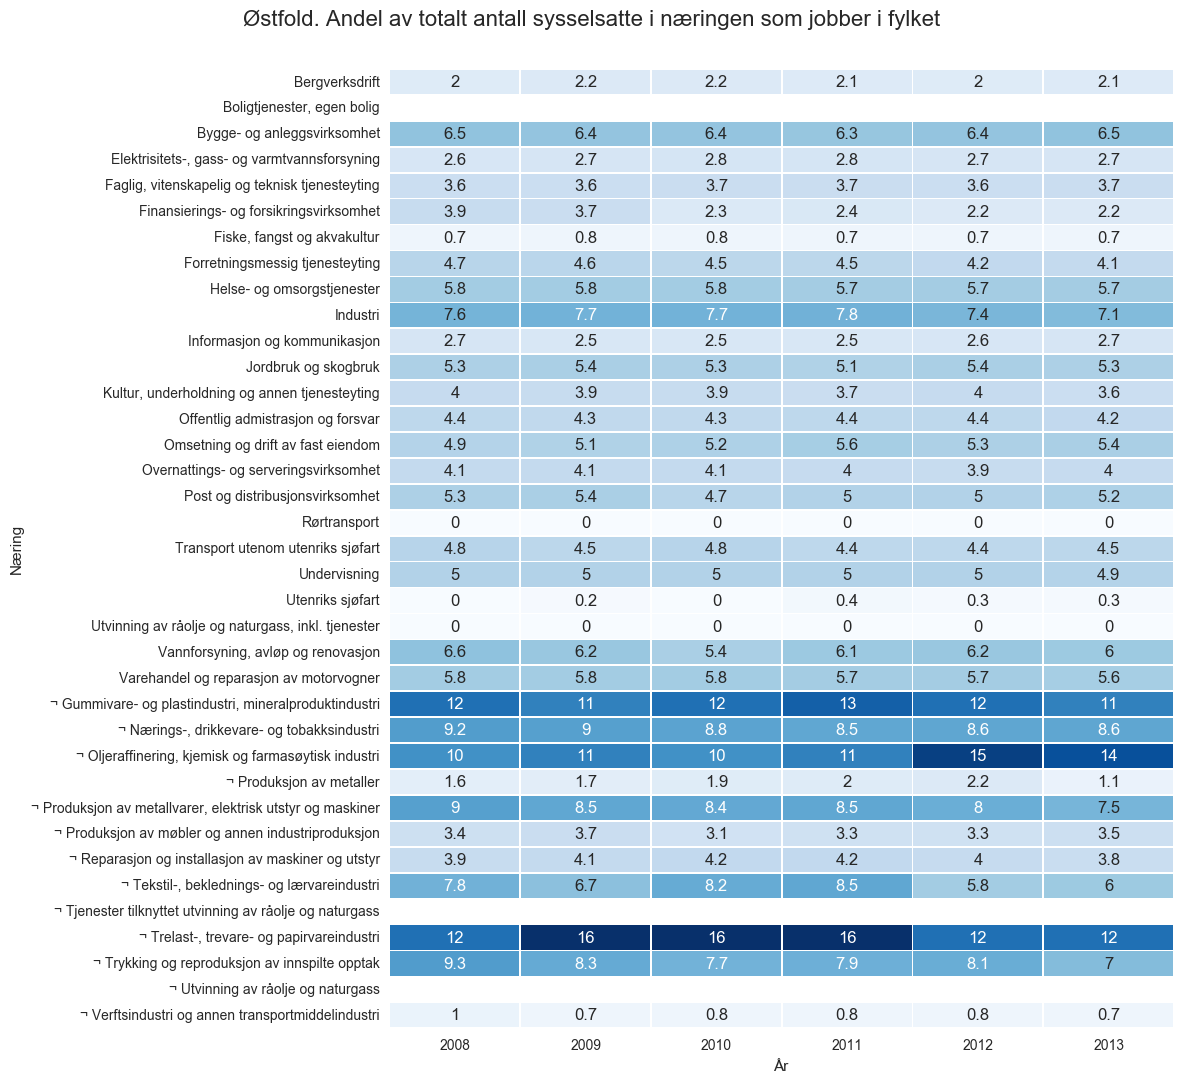 Østfold. Andel av totalt antall sysselsatte i næringen som jobber i fylket
Næring
Bergverksdrift 2 2.2 2.2 2.1 2 2.1
Boligtjenester, egen bolig
Bygge- og anleggsvirksomhet 6.5 6.4 6.4 6.3 6.4 6.5
Elektrisitets-, gass- og varmtvannsforsyning 2.6 2.7 2.8 2.8 2.7 2.7
Faglig, vitenskapelig og teknisk tjenesteyting 3.6 3.6 3.7 3.7 3.6 3.7
Finansierings- og forsikringsvirksomhet 3.9 3.7 2.3 2.4 2.2 2.2
Fiske, fangst og akvakultur 0.7 0.8 0.8 0.7 0.7 0.7
Forretningsmessig tjenesteyting 4.7 4.6 4.5 4.5 4.2 4.1
Helse- og omsorgstjenester 5.8 5.8 5.8 5.7 5.7 5.7
Industri 7.6 7.7 7.7 7.8 7.4 7.1
Informasjon og kommunikasjon 2.7 2.5 2.5 2.5 2.6 2.7
Jordbruk og skogbruk 5.3 5.4 5.3 5.1 5.4 5.3
Kultur, underholdning og annen tjenesteyting 4 3.9 3.9 3.7 4 3.6
Offentlig admistrasjon og forsvar 4.4 4.3 4.3 4.4 4.4 4.2
Omsetning og drift av fast eiendom 4.9 5.1 5.2 5.6 5.3 5.4
Overnattings- og serveringsvirksomhet 4.1 4.1 4.1 4 3.9 4
Post og distribusjonsvirksomhet 5.3 5.4 4.7 5 5 5.2
Rørtransport 0 0 0 0 0 0
Transport utenom utenriks sjøfart 4.8 4.5 4.8 4.4 4.4 4.5
Undervisning 5 5 5 5 5 4.9
Utenriks sjøfart 0 0.2 0 0.4 0.3 0.3
Utvinning av råolje og naturgass, inkl. tjenester 0 0 0 0 0 0
Vannforsyning, avløp og renovasjon 6.6 6.2 5.4 6.1 6.2 6
Varehandel og reparasjon av motorvogner 5.8 5.8 5.8 5.7 5.7 5.6
¬ Gummivare- og plastindustri, mineralproduktindustri 12 11 12 13 12 11
¬ Nærings-, drikkevare- og tobakksindustri 9.2 9 8.8 8.5 8.6 8.6
¬ Oljeraffinering, kjemisk og farmasøytisk industri 10 11 10 11 15 14
¬ Produksjon av metaller 1.6 1.7 1.9 2 2.2 1.1
¬ Produksjon av metallvarer, elektrisk utstyr og maskiner 9 8.5 8.4 8.5 8 7.5
¬ Produksjon av møbler og annen industriproduksjon 3.4 3.7 3.1 3.3 3.3 3.5
¬ Reparasjon og installasjon av maskiner og utstyr 3.9 4.1 4.2 4.2 4 3.8
¬ Tekstil-, beklednings- og lærvareindustri 7.8 6.7 8.2 8.5 5.8 6
¬ Tjenester tilknyttet utvinning av råolje og naturgass
¬ Trelast-, trevare- og papirvareindustri 12 16 16 16 12 12
¬ Trykking og reproduksjon av innspilte opptak 9.3 8.3 7.7 7.9 8.1 7
¬ Utvinning av råolje og naturgass
¬ Verftsindustri og annen transportmiddelindustri 1 0.7 0.8 0.8 0.8 0.7
2008 2009 2010 2011 2012 2013
År